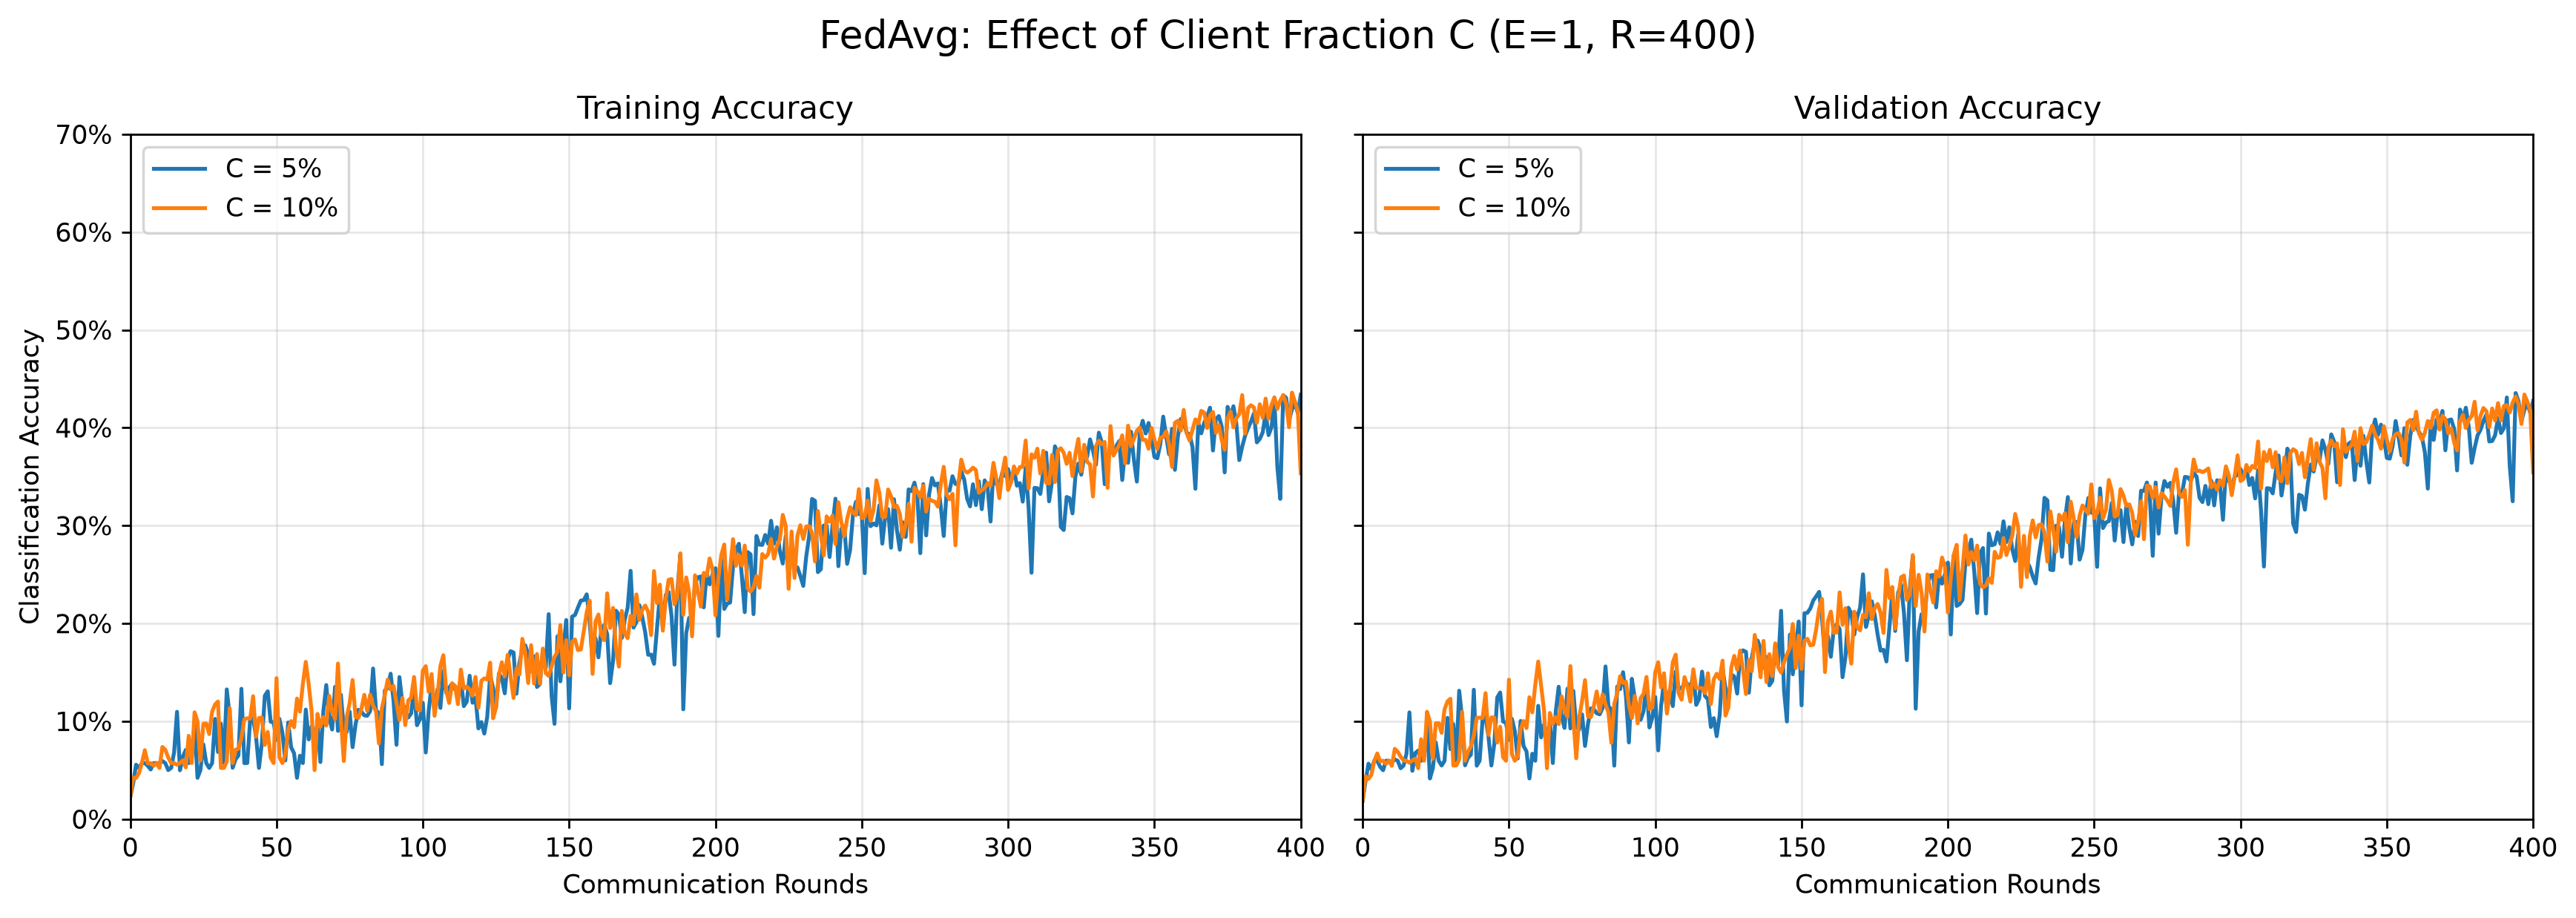 FedAvg: Effect of Client Fraction C (E=1, R=400)
Training Accuracy
70%
60%
50%
40%
30%
20%
10%
0%
Classification Accuracy
C = 5%
C = 10%
0 50 100 150 200 250 300 350 400
Communication Rounds
Validation Accuracy
C = 5%
C = 10%
0 50 100 150 200 250 300 350 400
Communication Rounds